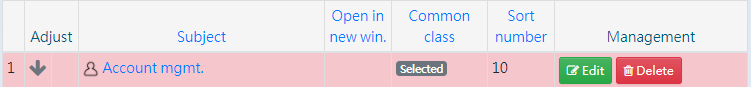 Adjust Subject Open in new win. Common class Sort number Management
1 Account mgmt. Selected 10 Edit Delete